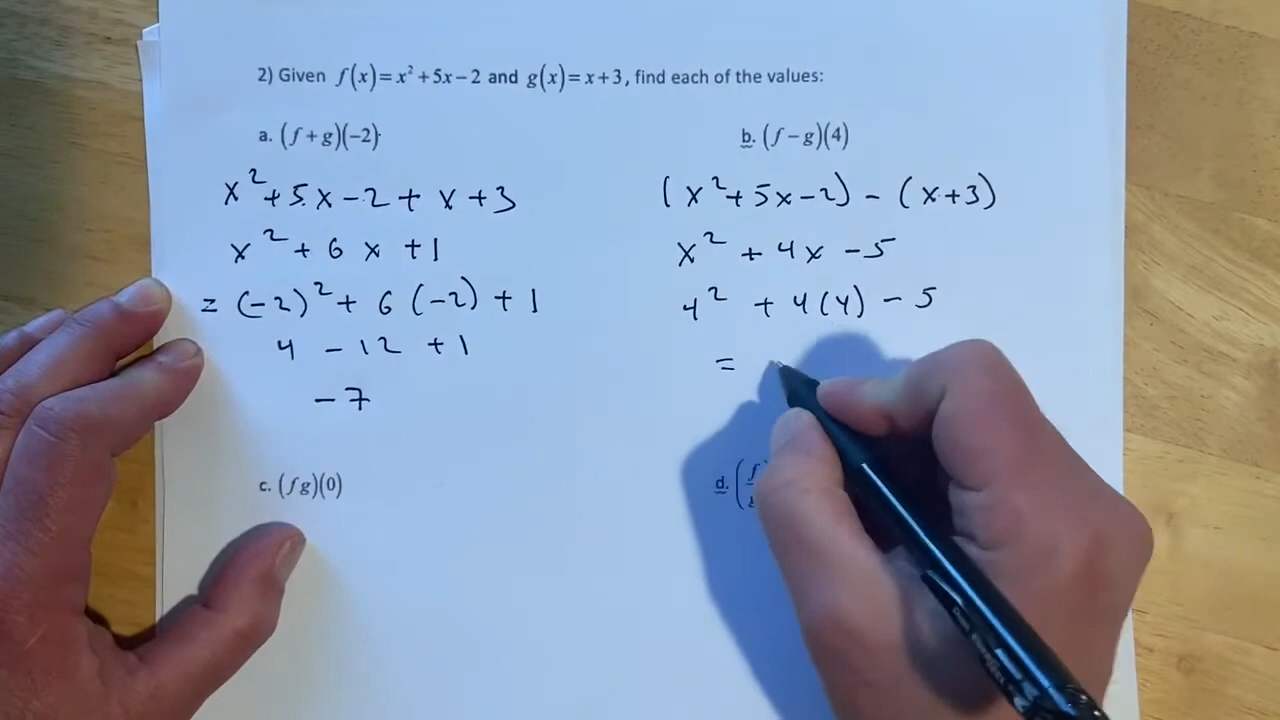 2) Given f(x)=x²+5x−2 and g(x)=x+3, find each of the values:
a. (f+g)(−2)
x²+5x−2+x+3
x²+6x+1
= (−2)²+6(−2)+1
4−12+1
−7
b. (f−g)(4)
(x²+5x−2)−(x+3)
x²+4x−5
4²+4(4)−5
=
c. (fg)(0)
d. (f